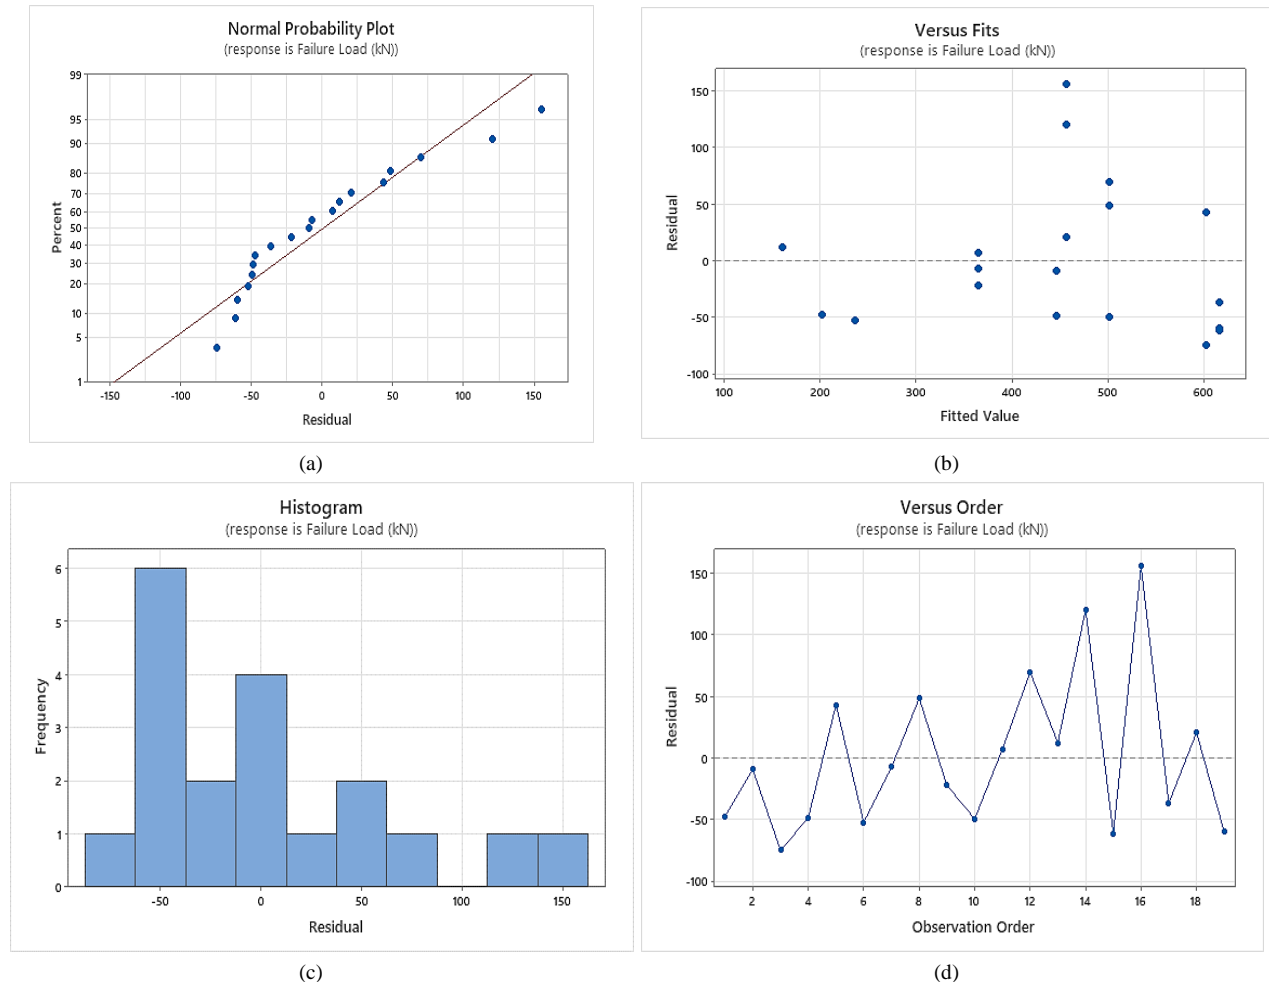 Normal Probability Plot
(response is Failure Load (kN))
99
95
90
80
70
60
50
40
30
20
10
5
1
Percent
-150 -100 -50 0 50 100 150
Residual
(a)
Versus Fits
(response is Failure Load (kN))
150
100
50
0
-50
-100
Residual
100 200 300 400 500 600
Fitted Value
(b)
Histogram
(response is Failure Load (kN))
6
5
4
3
2
1
0
Frequency
-50 0 50 100 150
Residual
(c)
Versus Order
(response is Failure Load (kN))
150
100
50
0
-50
-100
Residual
2 4 6 8 10 12 14 16 18
Observation Order
(d)